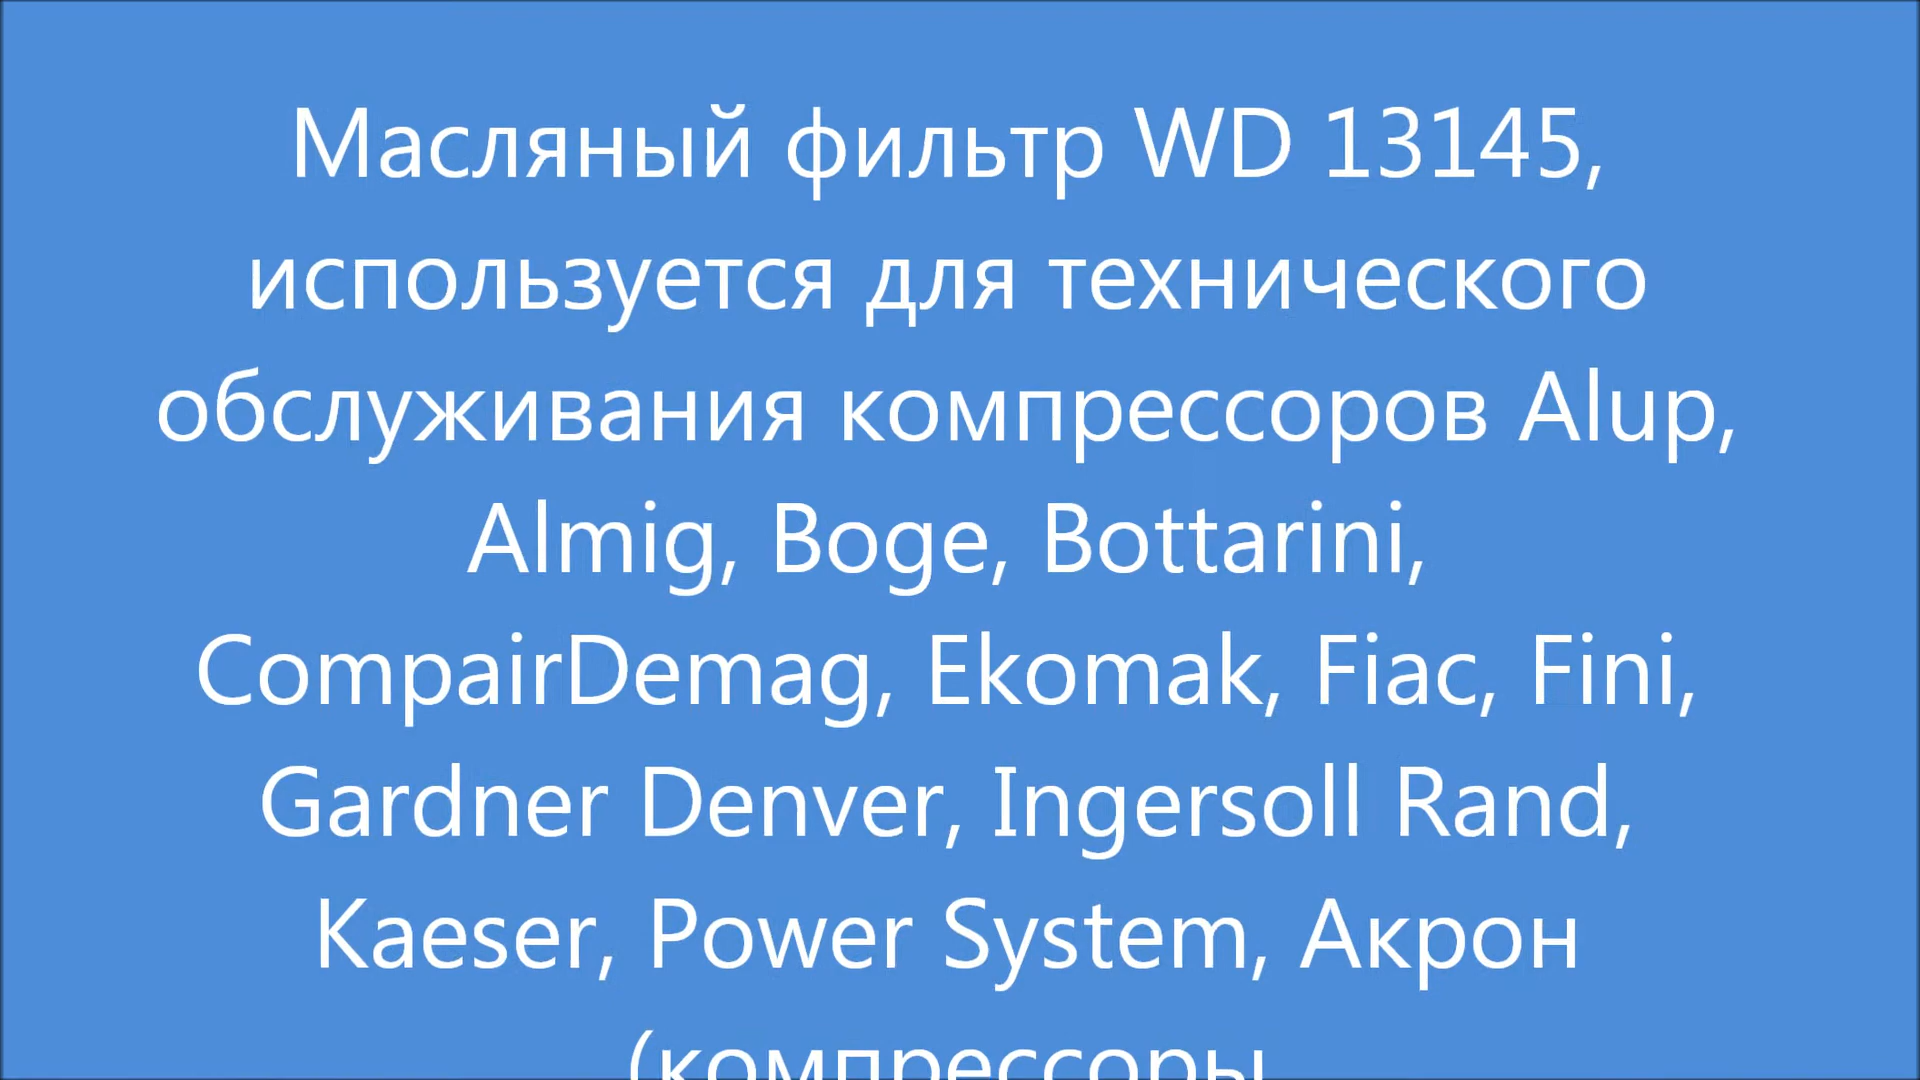 Масляный фильтр WD 13145,
используется для технического
обслуживания компрессоров Alup,
Almig, Boge, Bottarini,
CompairDemag, Ekomak, Fiac, Fini,
Gardner Denver, Ingersoll Rand,
Kaeser, Power System, Акрон
(компрессоры